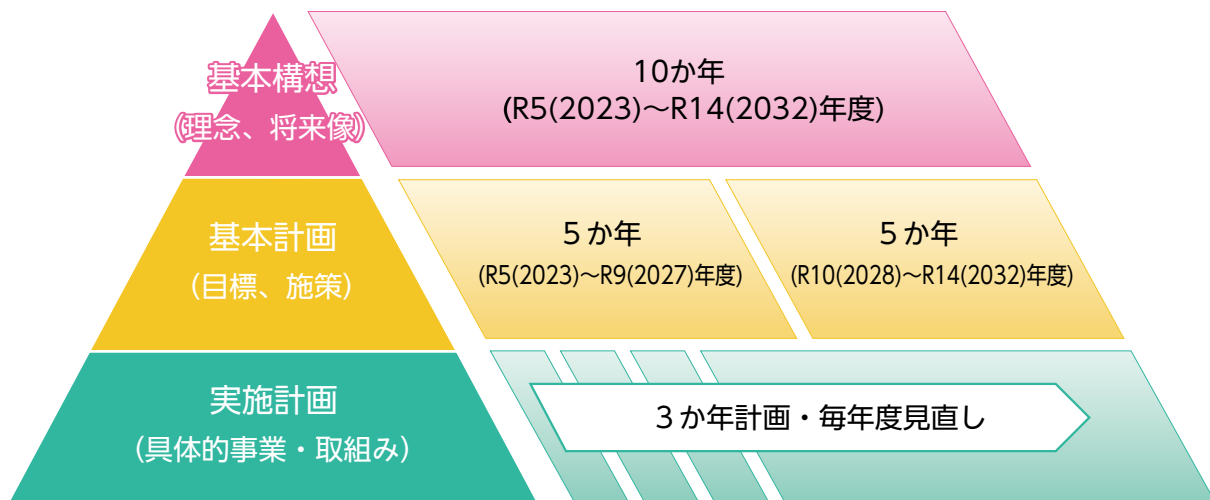 基本構想
(理念、将来像)
10か年
(R5(2023)～R14(2032)年度)
基本計画
(目標、施策)
５か年
(R5(2023)～R9(2027)年度)
５か年
(R10(2028)～R14(2032)年度)
実施計画
(具体的事業・取組み)
３か年計画・毎年度見直し